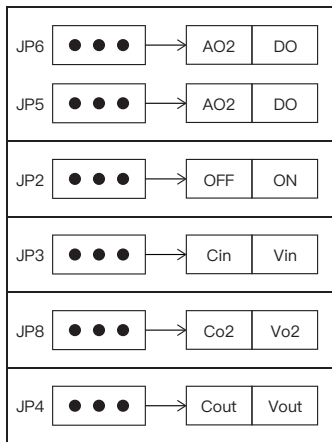 JP6 AO2 DO
JP5 AO2 DO
JP2 OFF ON
JP3 Cin Vin
JP8 Co2 Vo2
JP4 Cout Vout